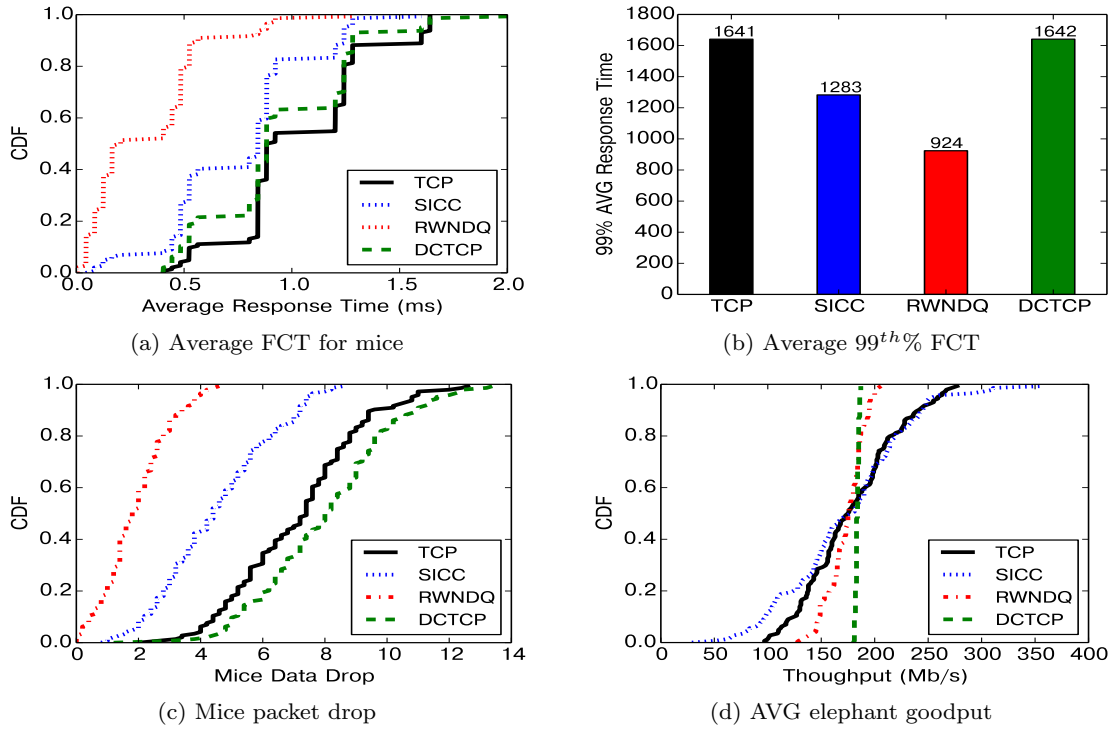 1.0
0.8
0.6
0.4
0.2
0.0
CDF
TCP
SICC
RWNDQ
DCTCP
0.0 0.5 1.0 1.5 2.0
Average Response Time (ms)
(a) Average FCT for mice
1800
1600
1400
1200
1000
800
600
400
200
0
99% AVG Response Time
1641
1283
924
1642
TCP SICC RWNDQ DCTCP
(b) Average 99th% FCT
1.0
0.8
0.6
0.4
0.2
0.0
CDF
TCP
SICC
RWNDQ
DCTCP
0 2 4 6 8 10 12 14
Mice Data Drop
(c) Mice packet drop
1.0
0.8
0.6
0.4
0.2
0.0
CDF
TCP
SICC
RWNDQ
DCTCP
0 50 100 150 200 250 300 350 400
Thoughput (Mb/s)
(d) AVG elephant goodput